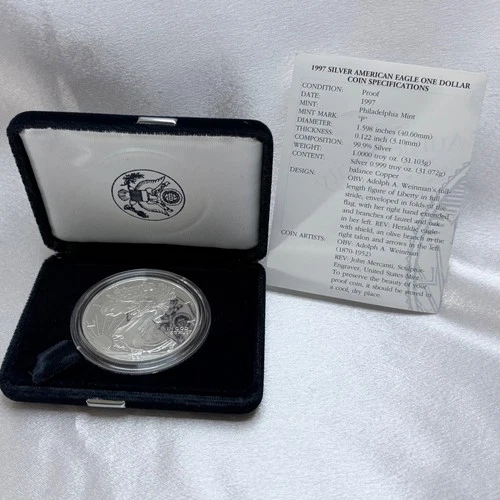 1997 SILVER AMERICAN EAGLE ONE DOLLAR
COIN SPECIFICATIONS
CONDITION: Proof
DATE: 1997
MINT: Philadelphia Mint
MINT MARK "P"
DIAMETER: 1.598 inches (40.60mm)
THICKNESS: 0.122 inch (3.10mm)
COMPOSITION: 99.9% Silver
WEIGHT: 1.0000 troy oz. (31.103g)
CONTENT: Silver 0.999 troy oz. (31.072g)
balance Copper
DESIGN: OBV: Adolph A. Weinman's full-
length figure of Liberty in full
stride, enveloped in folds of the
flag, with her right hand extended
and branches of laurel and oak
in her left. REV: Heraldic eagle
with shield, an olive branch in the
right talon and arrows in the left.
COIN ARTISTS: OBV: Adolph A. Weinman
(1870-1952)
REV: John Mercanti, Sculptor-
Engraver, United States Mint
To preserve the beauty of your
proof coin, it should be stored in
a cool, dry place.